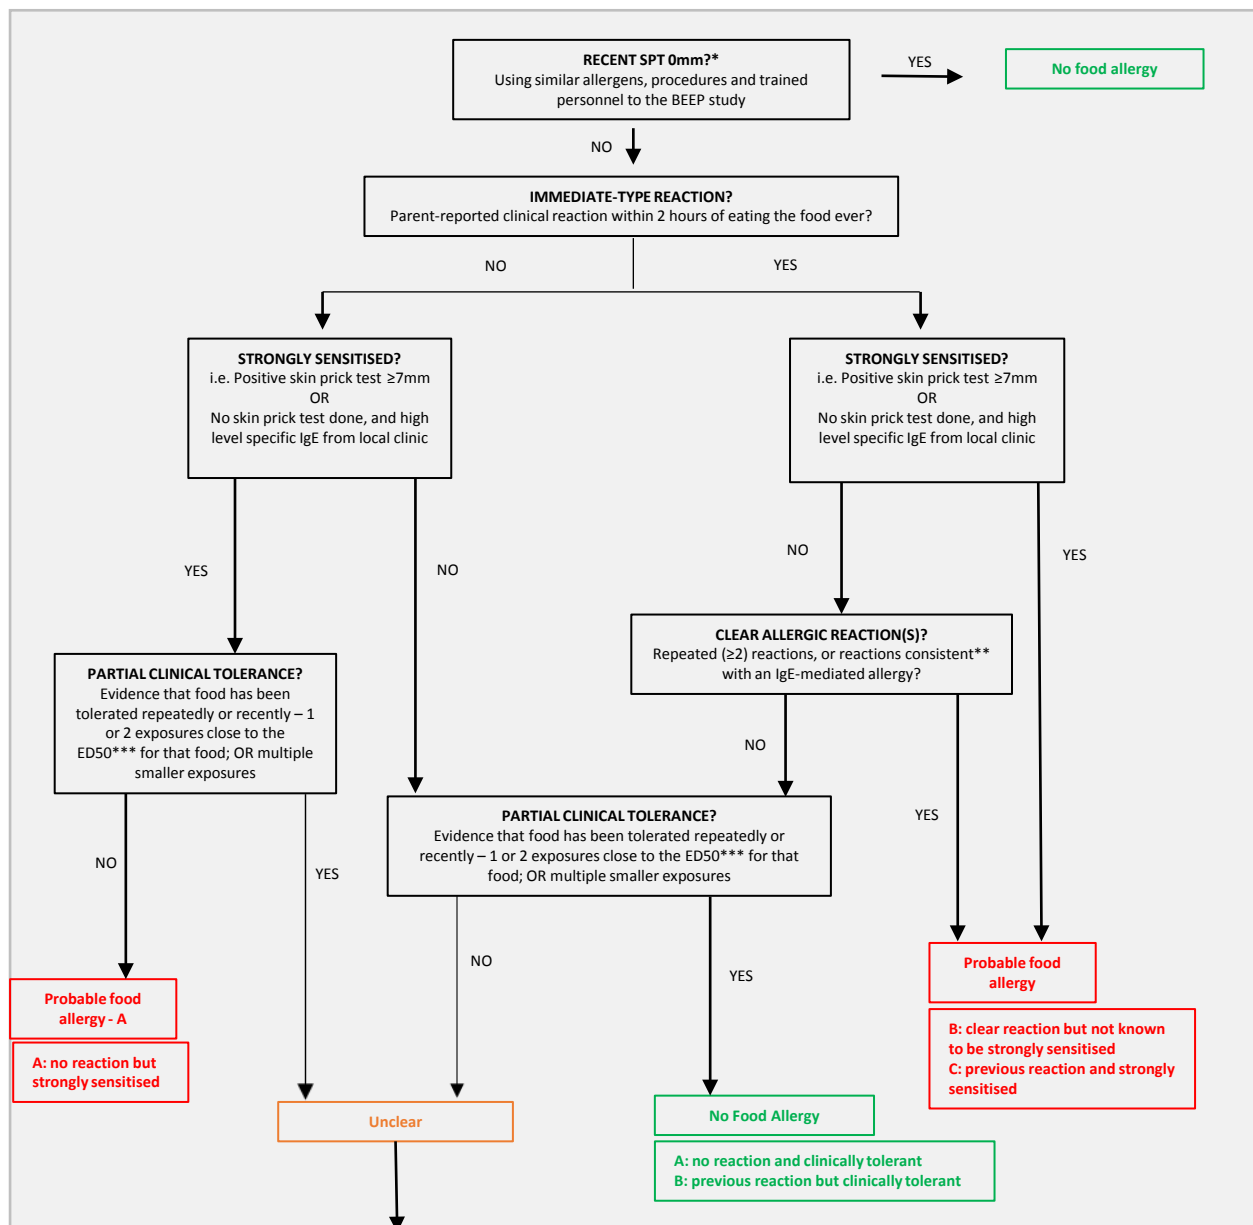 RECENT SPT 0mm?*
Using similar allergens, procedures and trained
personnel to the BEEP study
YES
No food allergy
NO
IMMEDIATE-TYPE REACTION?
Parent-reported clinical reaction within 2 hours of eating the food ever?
NO
YES
STRONGLY SENSITISED?
i.e. Positive skin prick test ≥7mm
OR
No skin prick test done, and high
level specific IgE from local clinic
STRONGLY SENSITISED?
i.e. Positive skin prick test ≥7mm
OR
No skin prick test done, and high
level specific IgE from local clinic
YES
NO
NO
YES
CLEAR ALLERGIC REACTION(S)?
Repeated (≥2) reactions, or reactions consistent**
with an IgE-mediated allergy?
PARTIAL CLINICAL TOLERANCE?
Evidence that food has been
tolerated repeatedly or recently – 1
or 2 exposures close to the
ED50*** for that food; OR multiple
smaller exposures
NO
YES
PARTIAL CLINICAL TOLERANCE?
Evidence that food has been tolerated repeatedly or
recently – 1 or 2 exposures close to the ED50*** for that
food; OR multiple smaller exposures
NO
YES
NO
YES
Probable food
allergy - A
A: no reaction but
strongly sensitised
Probable food
allergy
B: clear reaction but not known
to be strongly sensitised
C: previous reaction and strongly
sensitised
Unclear
No Food Allergy
A: no reaction and clinically tolerant
B: previous reaction but clinically tolerant